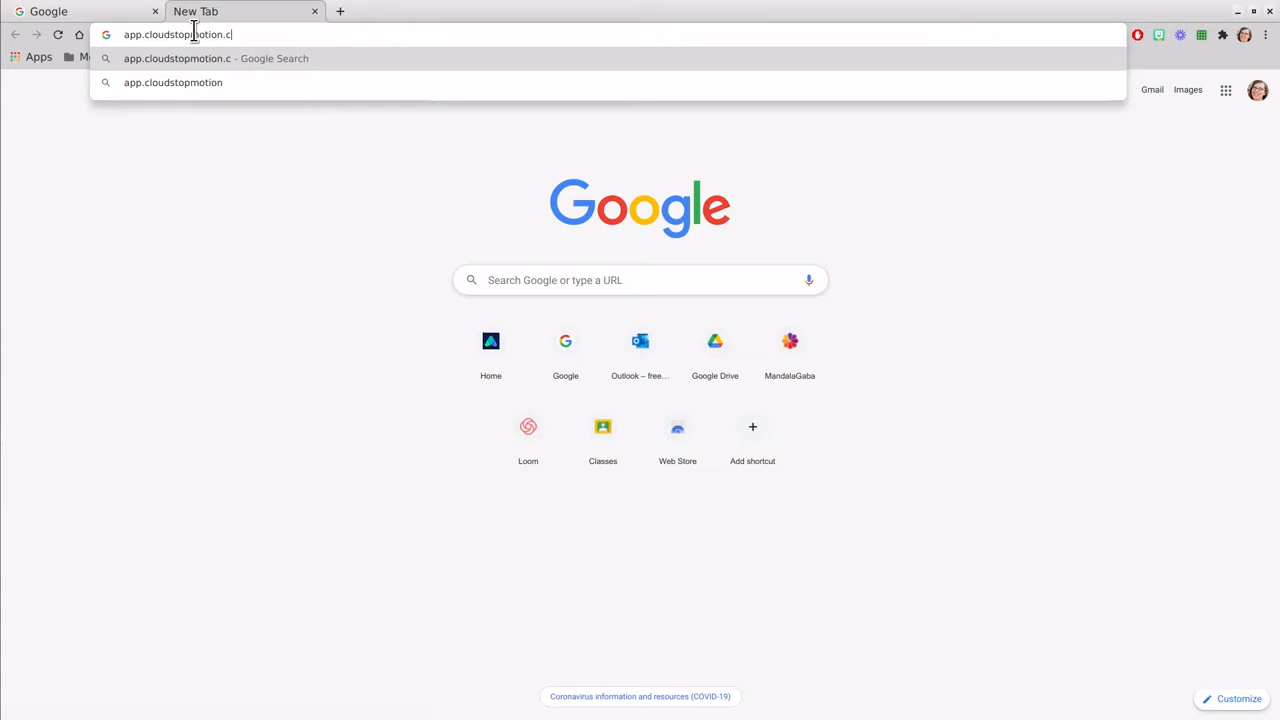 Google
New Tab
app.cloudstopmotion.c
Apps
app.cloudstopmotion.c - Google Search
app.cloudstopmotion
Gmail
Images
Google
Search Google or type a URL
Home
Google
Outlook – free...
Google Drive
MandalaGaba
Loom
Classes
Web Store
Add shortcut
Coronavirus information and resources (COVID-19)
Customize